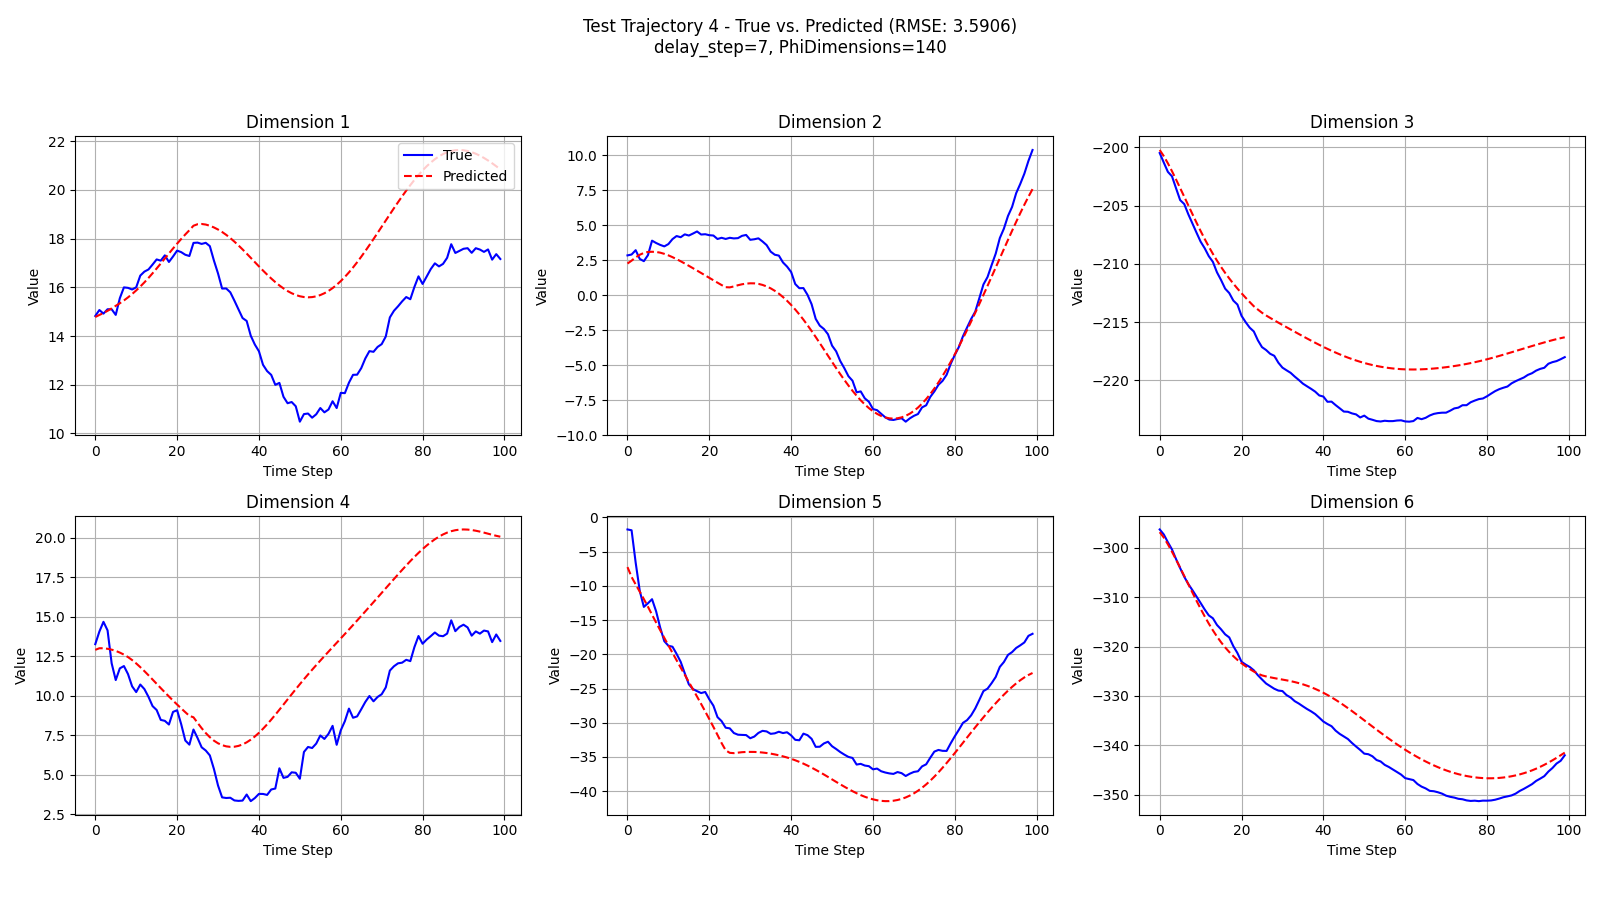 Test Trajectory 4 - True vs. Predicted (RMSE: 3.5906)
delay_step=7, PhiDimensions=140
Dimension 1
22
20
18
16
14
12
10
Value
0 20 40 60 80 100
Time Step
True
Predicted
Dimension 2
10.0
7.5
5.0
2.5
0.0
−2.5
−5.0
−7.5
−10.0
Value
0 20 40 60 80 100
Time Step
Dimension 3
−200
−205
−210
−215
−220
Value
0 20 40 60 80 100
Time Step
Dimension 4
20.0
17.5
15.0
12.5
10.0
7.5
5.0
2.5
Value
0 20 40 60 80 100
Time Step
Dimension 5
0
−5
−10
−15
−20
−25
−30
−35
−40
Value
0 20 40 60 80 100
Time Step
Dimension 6
−300
−310
−320
−330
−340
−350
Value
0 20 40 60 80 100
Time Step